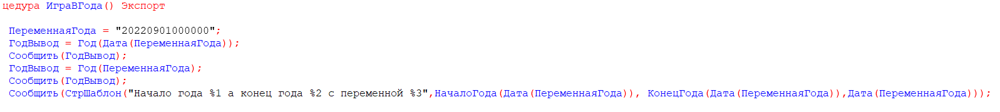 цедура ИграВГода() Экспорт
ПеременнаяГода = "20220901000000";
ГодВывод = Год(Дата(ПеременнаяГода));
Сообщить(ГодВывод);
ГодВывод = Год(ПеременнаяГода);
Сообщить(ГодВывод);
Сообщить(СтрШаблон("Начало года %1 а конец года %2 с переменной %3",НачалоГода(Дата(ПеременнаяГода)), КонецГода(Дата(ПеременнаяГода)),Дата(ПеременнаяГода)));